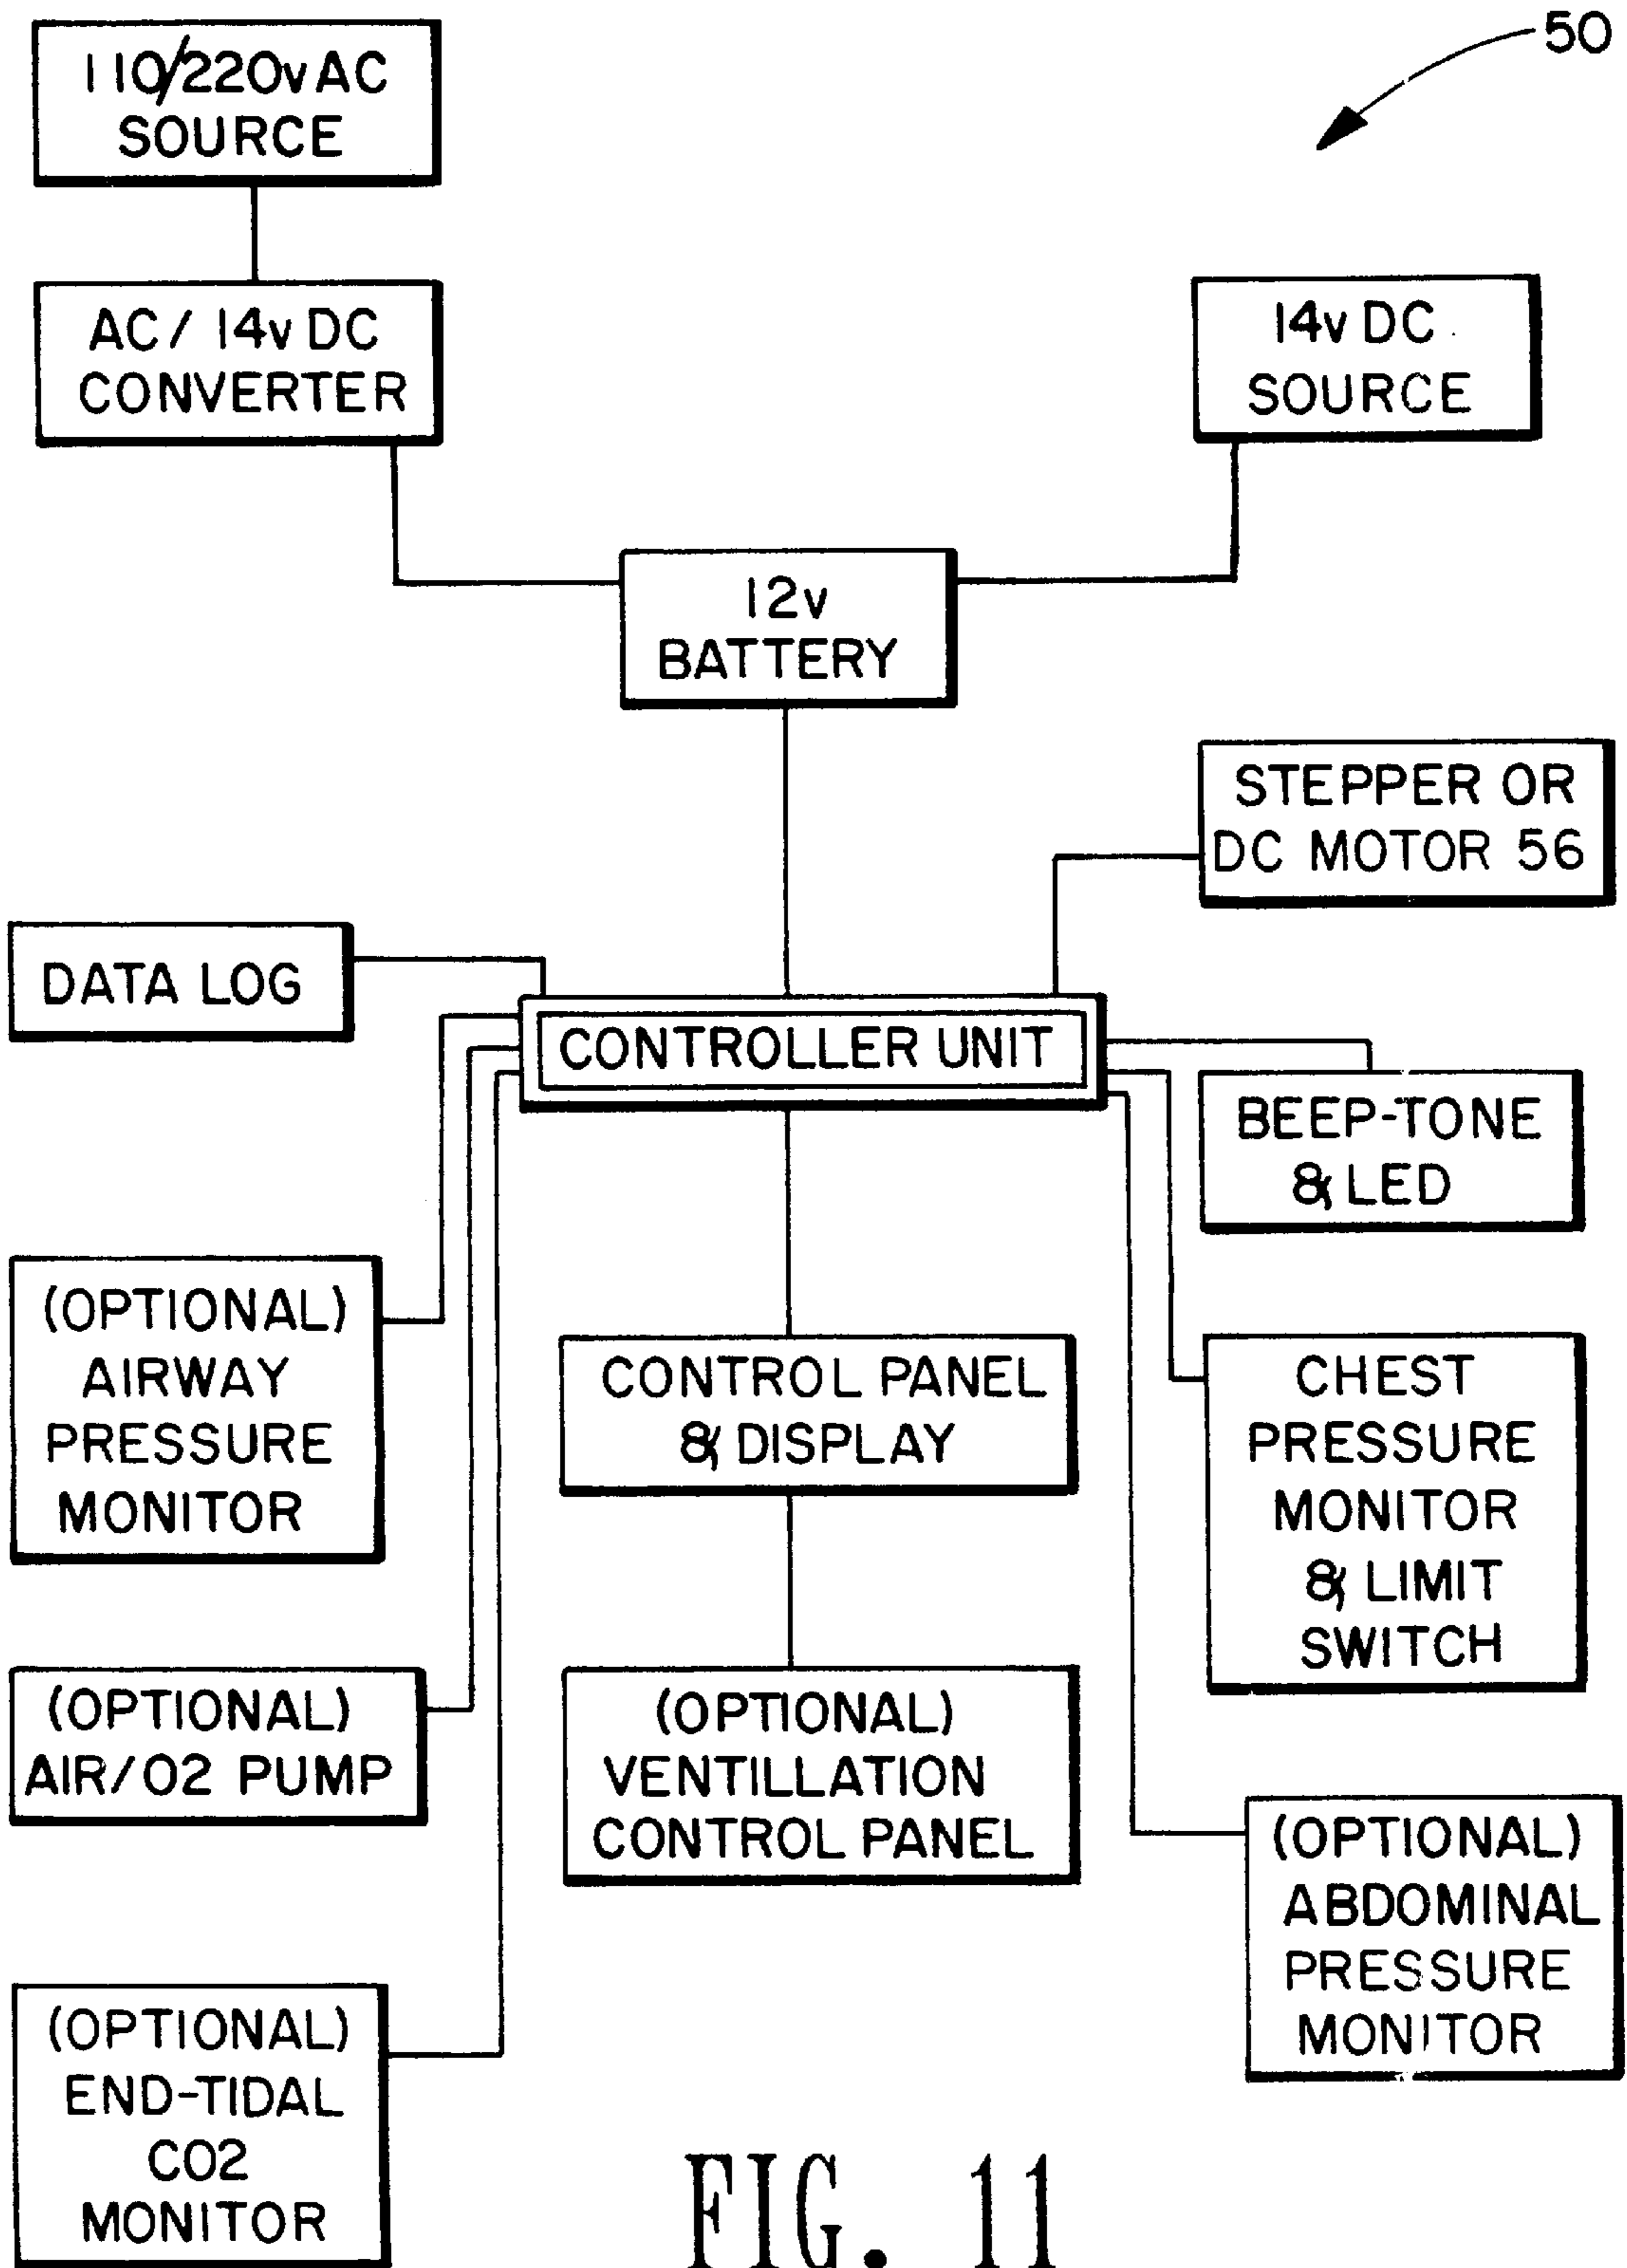 50
110/220v AC
SOURCE
AC/ 14v DC
CONVERTER
14v DC
SOURCE
12v
BATTERY
STEPPER OR
DC MOTOR 56
DATA LOG
CONTROLLER UNIT
BEEP-TONE
& LED
(OPTIONAL)
AIRWAY
PRESSURE
MONITOR
CONTROL PANEL
& DISPLAY
CHEST
PRESSURE
MONITOR
& LIMIT
SWITCH
(OPTIONAL)
AIR/O2 PUMP
(OPTIONAL)
VENTILLATION
CONTROL PANEL
(OPTIONAL)
ABDOMINAL
PRESSURE
MONITOR
(OPTIONAL)
END-TIDAL
CO2
MONITOR
FIG. 11